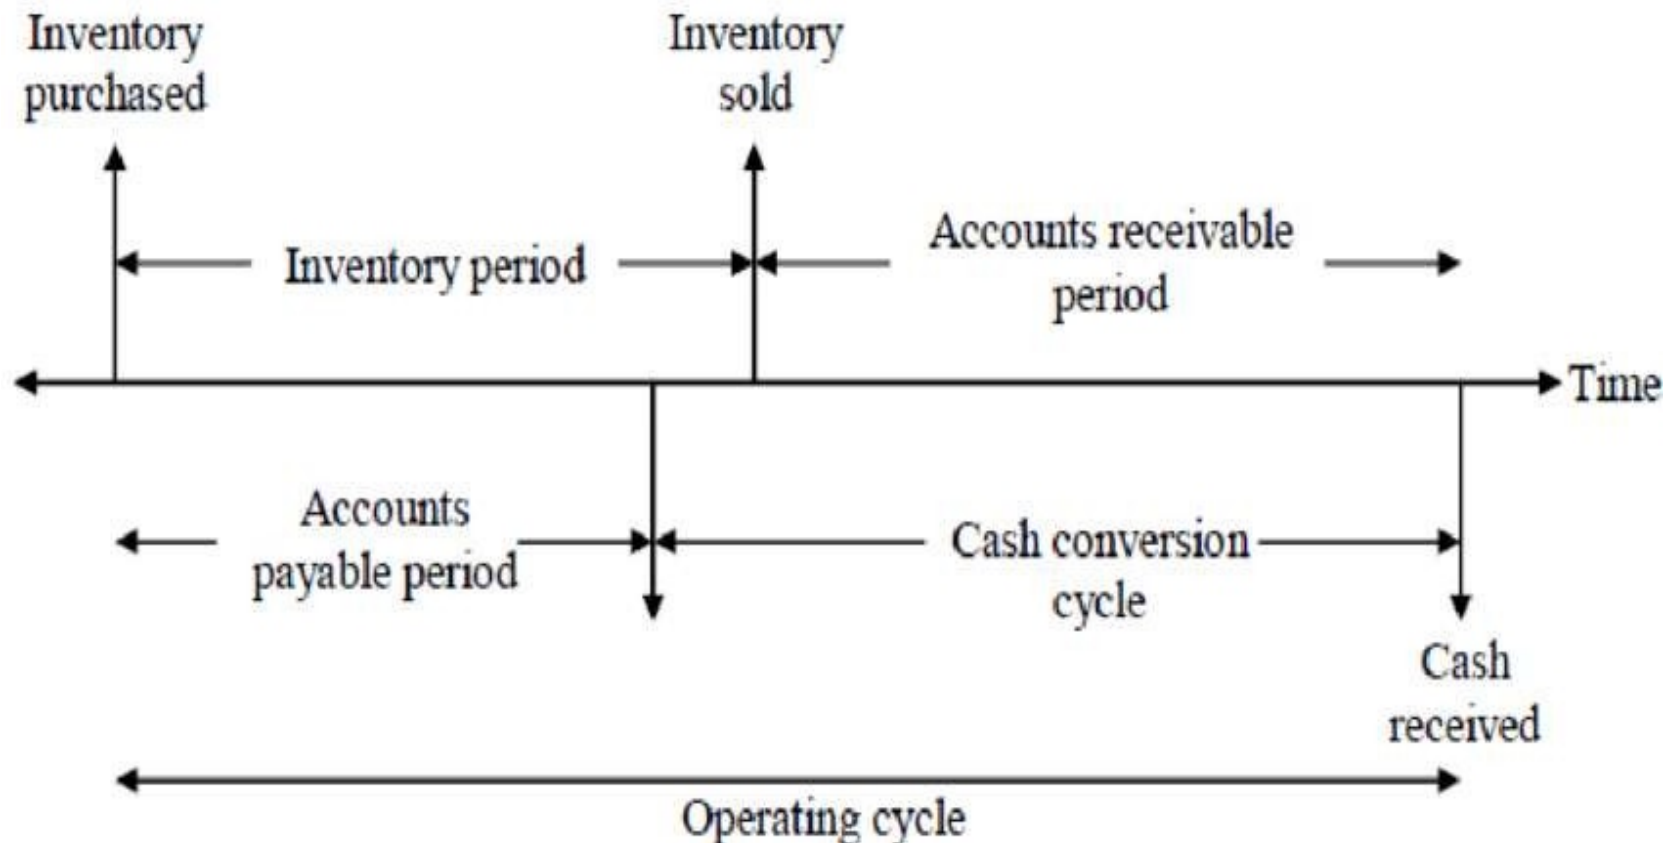 Inventory
purchased
Inventory
sold
Inventory period
Accounts receivable
period
Time
Accounts
payable period
Cash conversion
cycle
Cash
received
Operating cycle